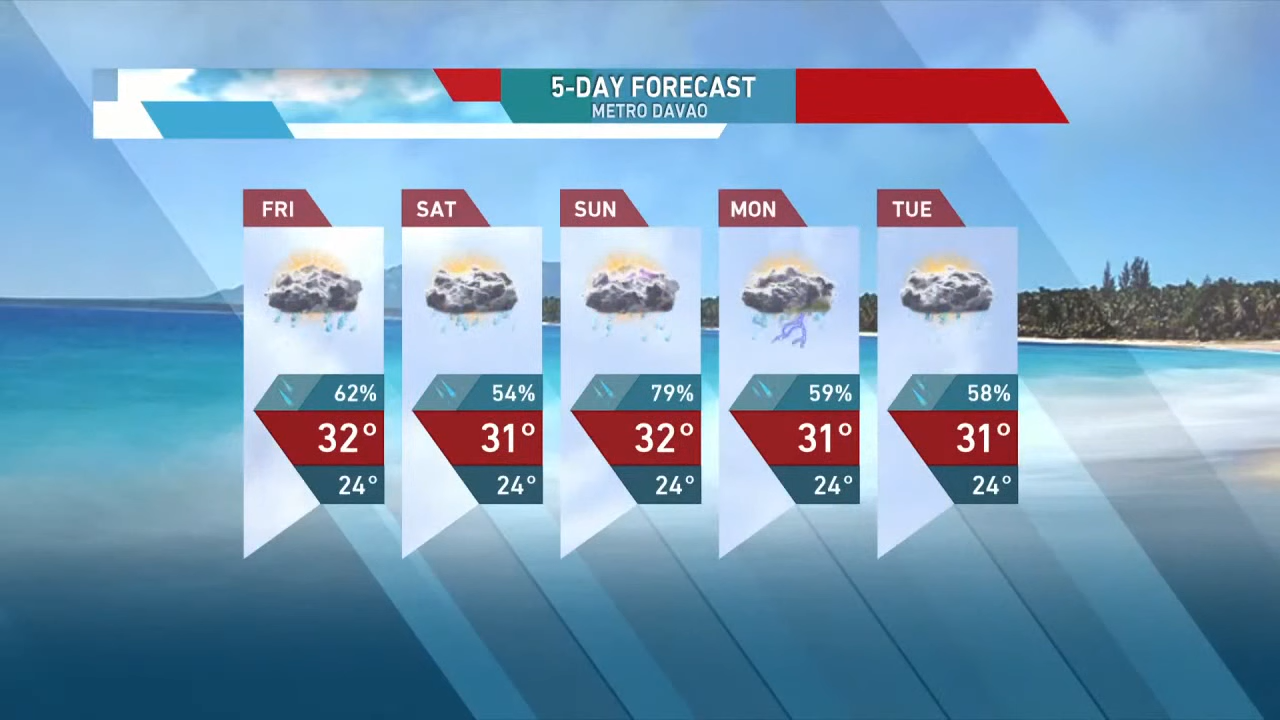 5-DAY FORECAST
METRO DAVAO
FRI
62%
32°
24°
SAT
54%
31°
24°
SUN
79%
32°
24°
MON
59%
31°
24°
TUE
58%
31°
24°